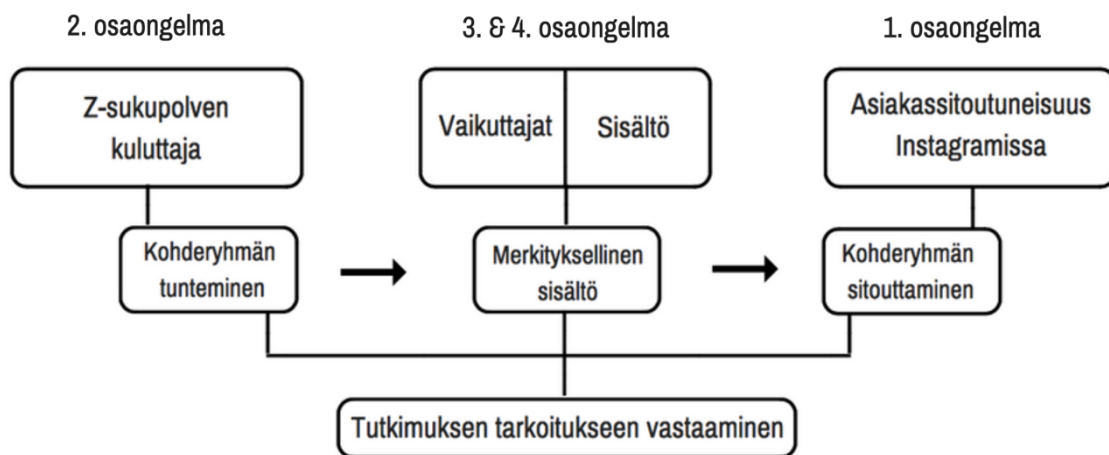 2. osaongelma
3. & 4. osaongelma
1. osaongelma
Z-sukupolven
kuluttaja
Vaikuttajat
Sisältö
Asiakassitoutuneisuus
Instagramissa
Kohderyhmän
tunteminen
Merkityksellinen
sisältö
Kohderyhmän
sitouttaminen
Tutkimuksen tarkoitukseen vastaaminen